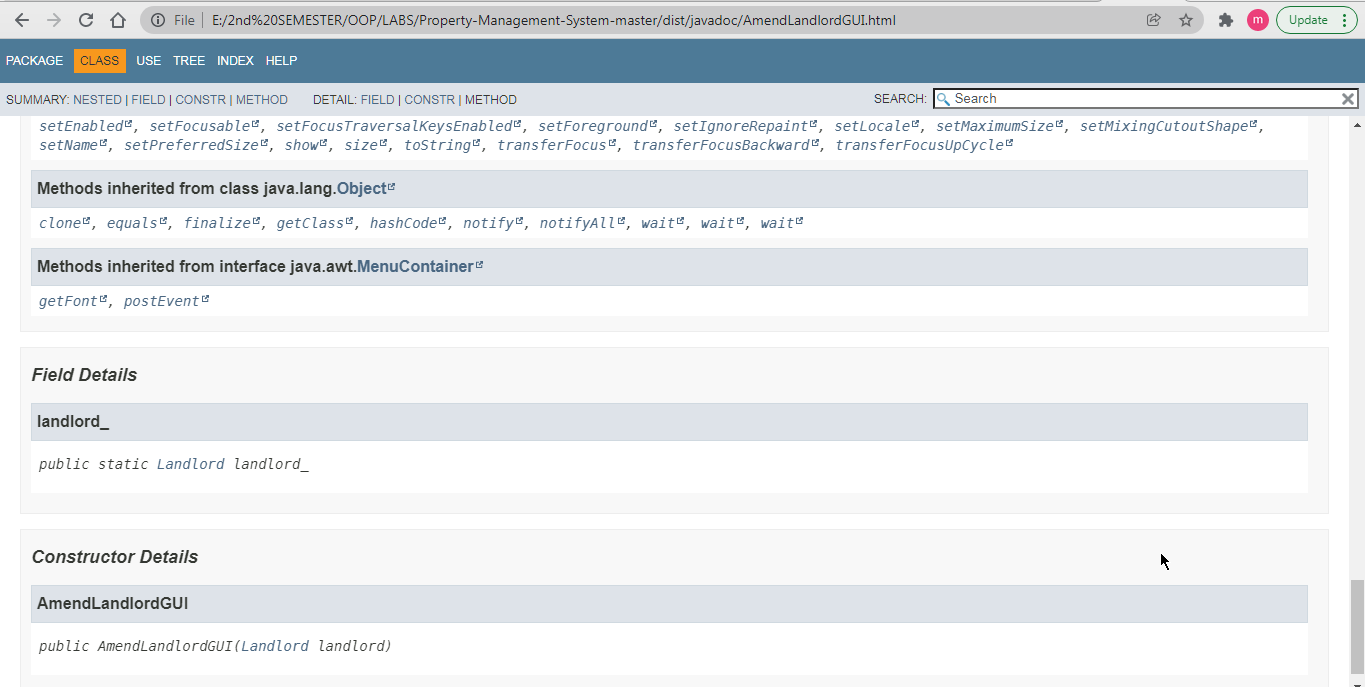 File E:/2nd%20SEMESTER/OOP/LABS/Property-Management-System-master/dist/javadoc/AmendLandlordGUI.html m Update
PACKAGE CLASS USE TREE INDEX HELP
SUMMARY: NESTED | FIELD | CONSTR | METHOD DETAIL: FIELD | CONSTR | METHOD SEARCH: Search
setEnabled, setFocusable, setFocusTraversalKeysEnabled, setForeground, setIgnoreRepaint, setLocale, setMaximumSize, setMixingCutoutShape,
setName, setPreferredSize, show, size, toString, transferFocus, transferFocusBackward, transferFocusUpCycle
Methods inherited from class java.lang.Object
clone, equals, finalize, getClass, hashCode, notify, notifyAll, wait, wait, wait
Methods inherited from interface java.awt.MenuContainer
getFont, postEvent
Field Details
landlord_
public static Landlord landlord_
Constructor Details
AmendLandlordGUI
public AmendLandlordGUI(Landlord landlord)